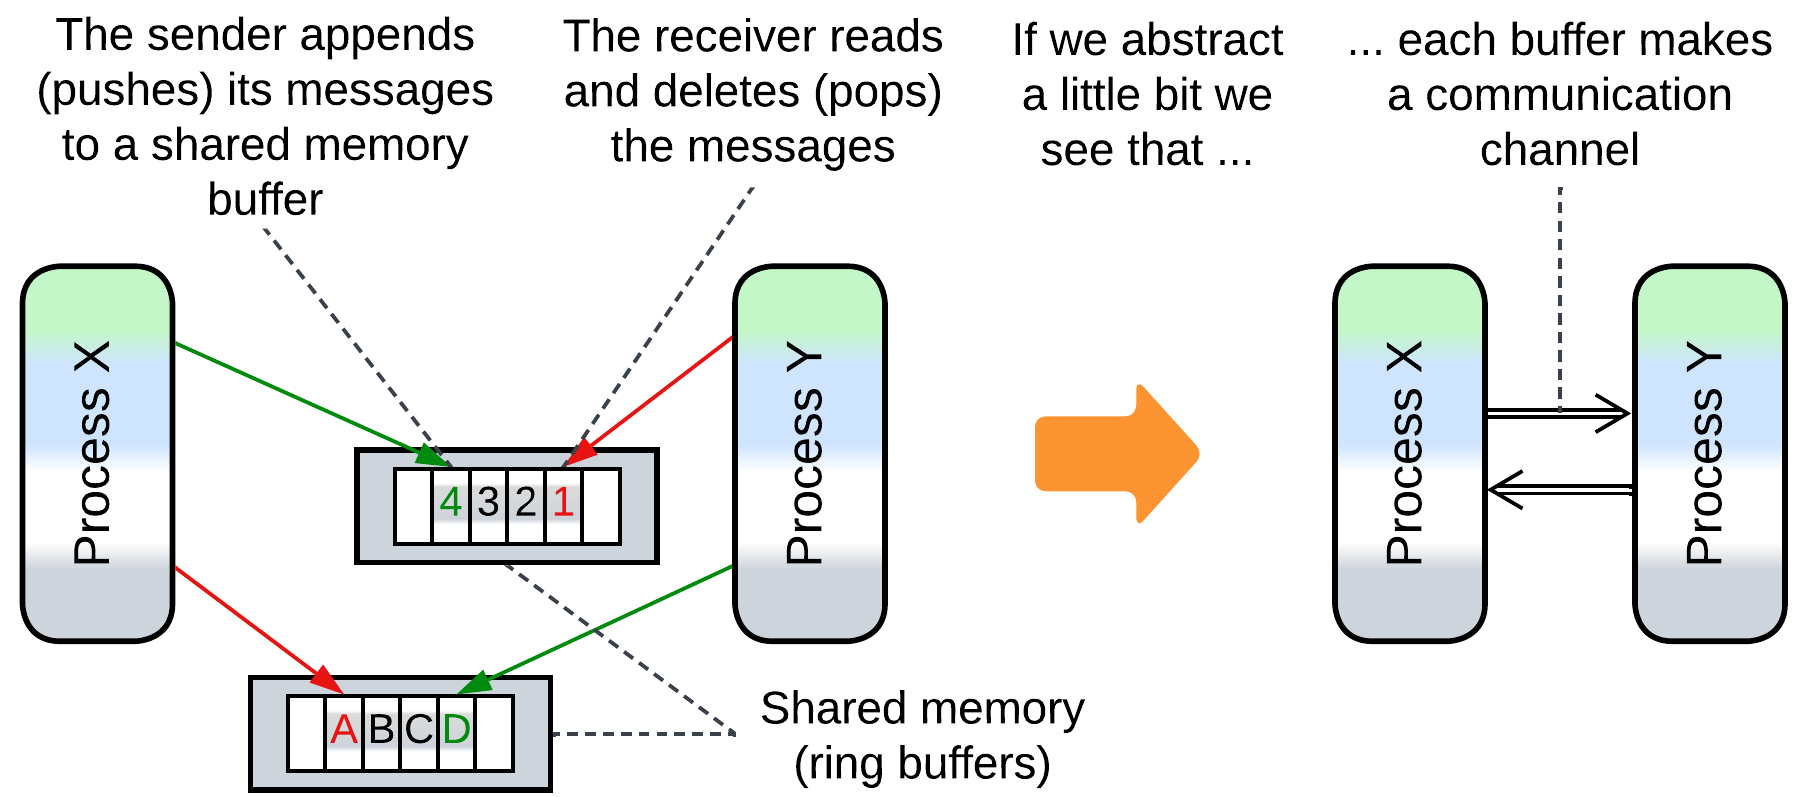 The sender appends
(pushes) its messages
to a shared memory
buffer
The receiver reads
and deletes (pops)
the messages
If we abstract
a little bit we
see that ...
... each buffer makes
a communication
channel
Process X
4 3 2 1
Process Y
A B C D
Shared memory
(ring buffers)
Process X
Process Y